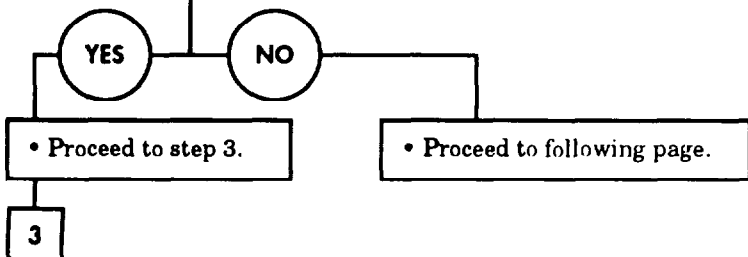 YES
NO
• Proceed to step 3.
• Proceed to following page.
3